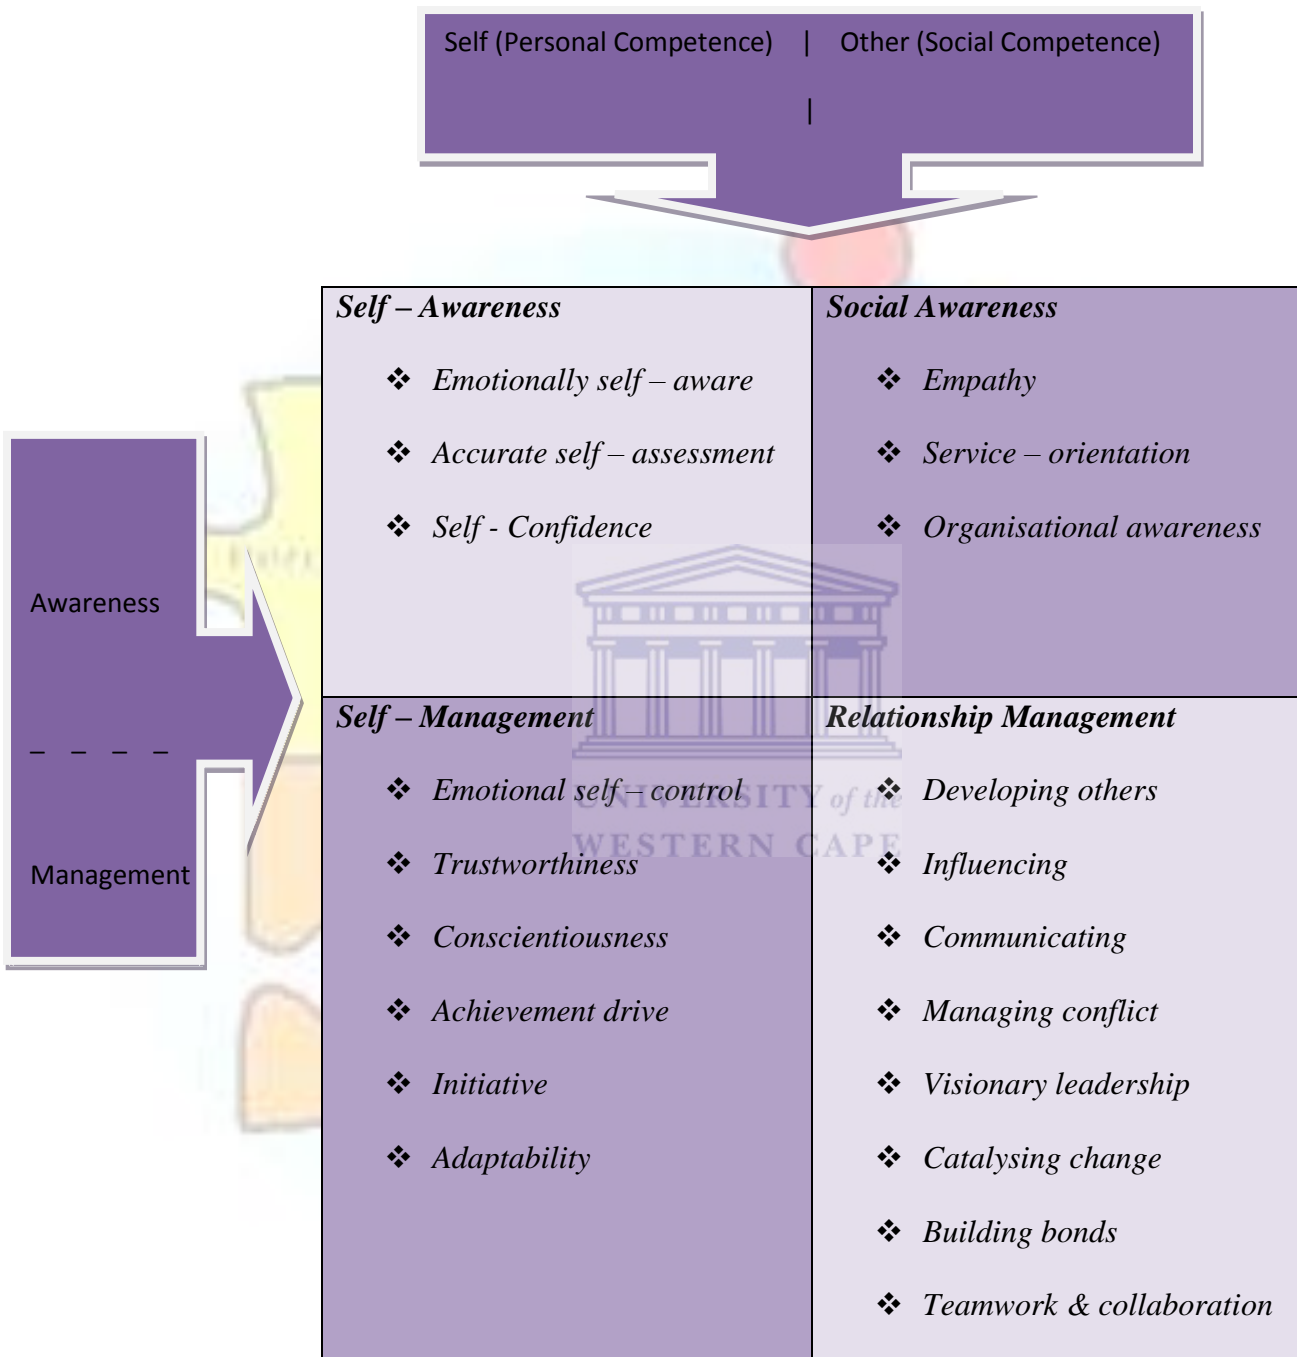 Self (Personal Competence) | Other (Social Competence)
|
Awareness
_ _ _ _
Management
Self – Awareness
❖ Emotionally self – aware
❖ Accurate self – assessment
❖ Self - Confidence
Social Awareness
❖ Empathy
❖ Service – orientation
❖ Organisational awareness
Self – Management
❖ Emotional self – control
❖ Trustworthiness
❖ Conscientiousness
❖ Achievement drive
❖ Initiative
❖ Adaptability
Relationship Management
❖ Developing others
❖ Influencing
❖ Communicating
❖ Managing conflict
❖ Visionary leadership
❖ Catalysing change
❖ Building bonds
❖ Teamwork & collaboration
UNIVERSITY of the
WESTERN CAPE